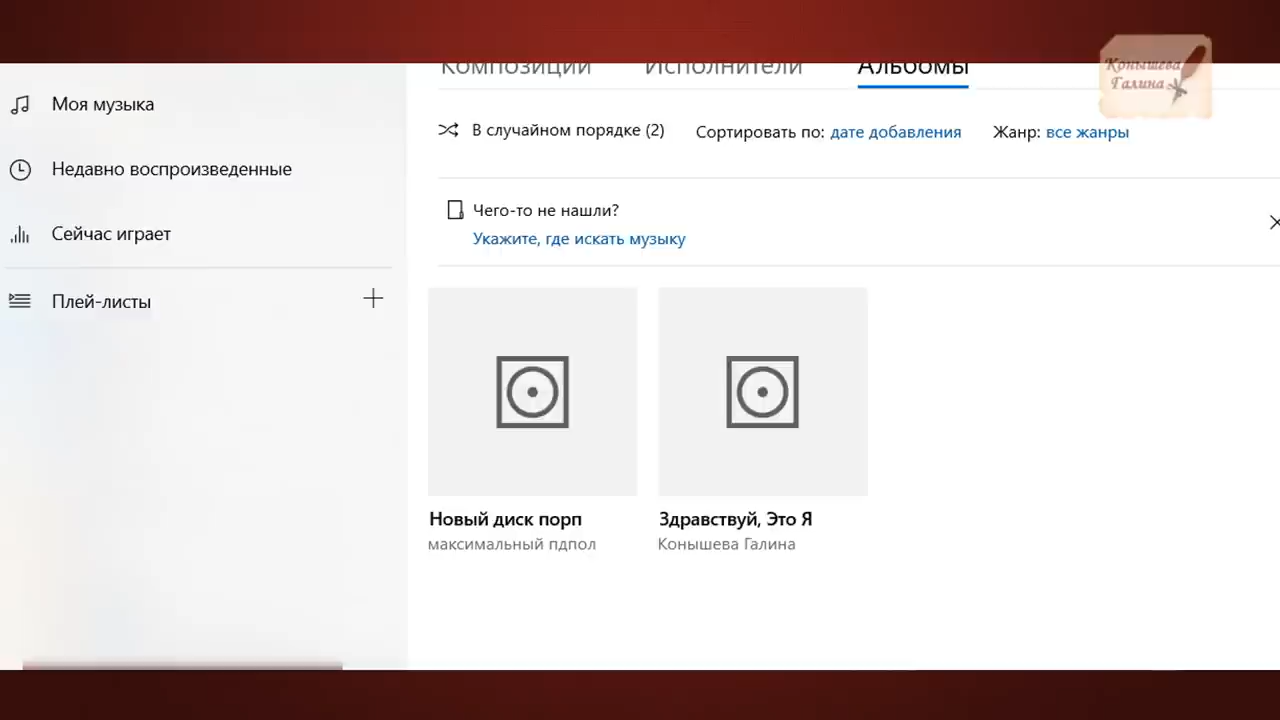 Композиции Исполнители Альбомы
Конышева
Галина
Моя музыка
В случайном порядке (2) Сортировать по: дате добавления Жанр: все жанры
Недавно воспроизведенные
Чего-то не нашли?
Укажите, где искать музыку
Сейчас играет
Плей-листы
Новый диск порп
максимальный пдпол
Здравствуй, Это Я
Конышева Галина